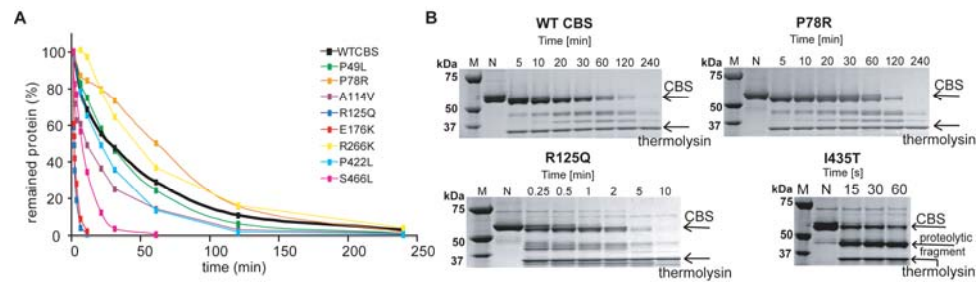 A
remained protein (%)
100
80
60
40
20
0
0 50 100 150 200 250
time (min)
WTCBS
P49L
P78R
A114V
R125Q
E176K
R266K
P422L
S466L
B
WT CBS
Time [min]
kDa M N 5 10 20 30 60 120 240
75
50
37
CBS
thermolysin
P78R
Time [min]
kDa M N 5 10 20 30 60 120 240
75
50
37
CBS
thermolysin
R125Q
Time [min]
kDa M N 0.25 0.5 1 2 5 10
75
50
37
CBS
thermolysin
I435T
Time [s]
kDa M N 15 30 60
75
50
37
CBS
proteolytic
fragment
thermolysin